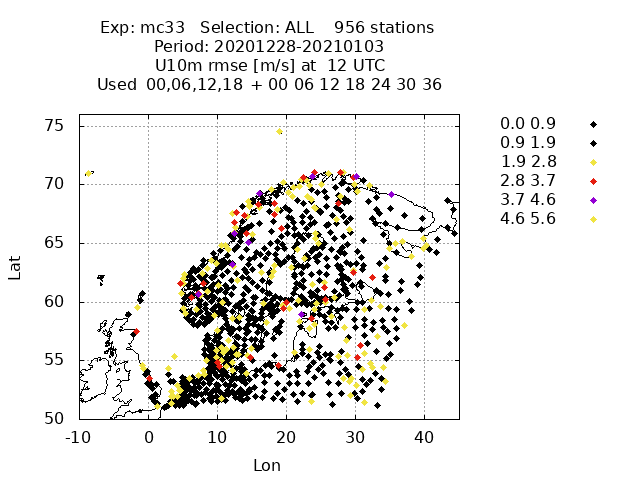 Exp: mc33 Selection: ALL 956 stations
Period: 20201228-20210103
U10m rmse [m/s] at 12 UTC
Used 00,06,12,18 + 00 06 12 18 24 30 36
75
70
65
60
55
50
Lat
-10 0 10 20 30 40
Lon
0.0 0.9
0.9 1.9
1.9 2.8
2.8 3.7
3.7 4.6
4.6 5.6